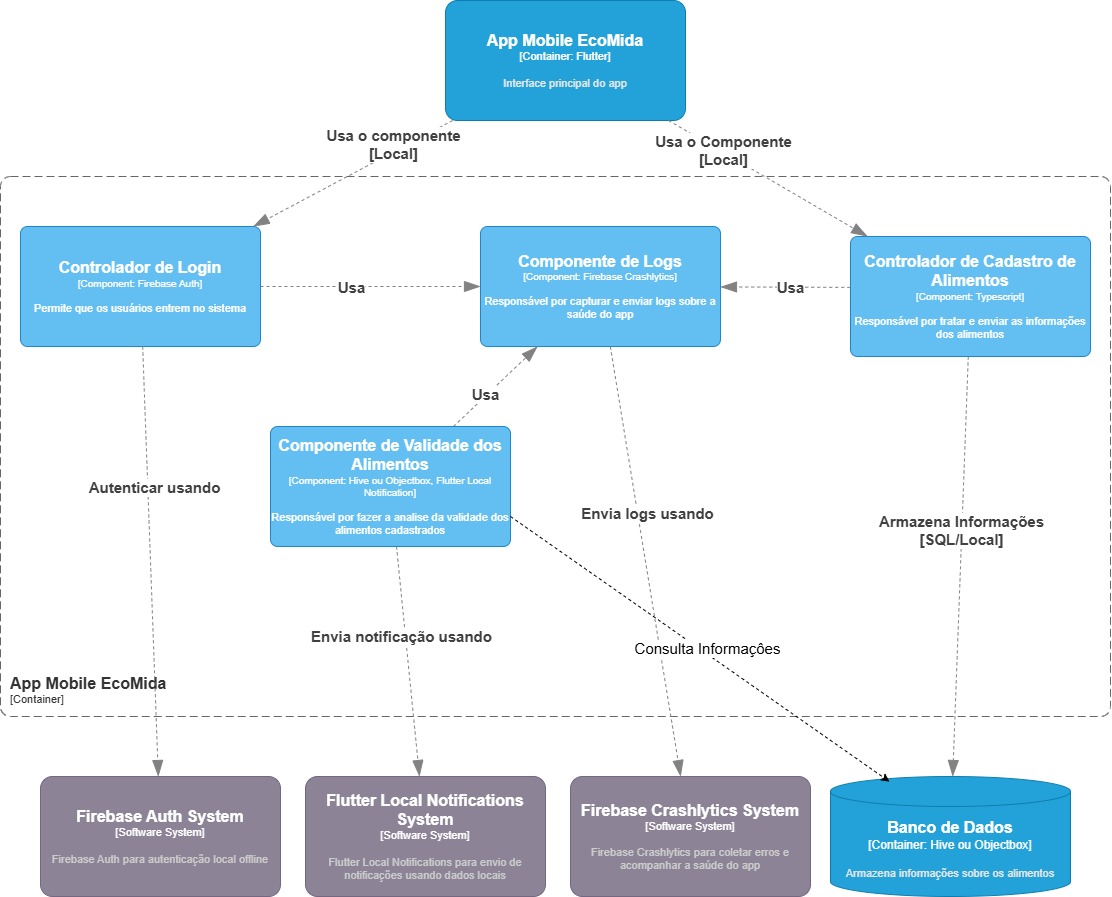 App Mobile EcoMida
[Container: Flutter]
Interface principal do app
Usa o componente
[Local]
Usa o Componente
[Local]
Controlador de Login
[Component: Firebase Auth]
Permite que os usuários entrem no sistema
Usa
Componente de Logs
[Component: Firebase Crashlytics]
Responsável por capturar e enviar logs sobre a
saúde do app
Usa
Controlador de Cadastro de
Alimentos
[Component: Typescript]
Responsável por tratar e enviar as informações
dos alimentos
Usa
Componente de Validade dos
Alimentos
[Component: Hive ou Objectbox, Flutter Local
Notification]
Responsável por fazer a analise da validade dos
alimentos cadastrados
Autenticar usando
Envia logs usando
Armazena Informações
[SQL/Local]
Envia notificação usando
Consulta Informações
App Mobile EcoMida
[Container]
Firebase Auth System
[Software System]
Firebase Auth para autenticação local offline
Flutter Local Notifications
System
[Software System]
Flutter Local Notifications para envio de
notificações usando dados locais
Firebase Crashlytics System
[Software System]
Firebase Crashlytics para coletar erros e
acompanhar a saúde do app
Banco de Dados
[Container: Hive ou Objectbox]
Armazena informações sobre os alimentos